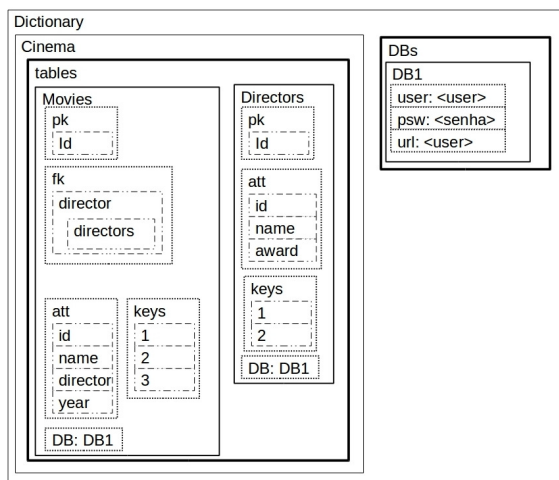 Dictionary
Cinema
tables
Movies
pk
Id
fk
director
directors
att
id
name
director
year
keys
1
2
3
DB: DB1
Directors
pk
Id
att
id
name
award
keys
1
2
DB: DB1
DBs
DB1
user: <user>
psw: <senha>
url: <user>